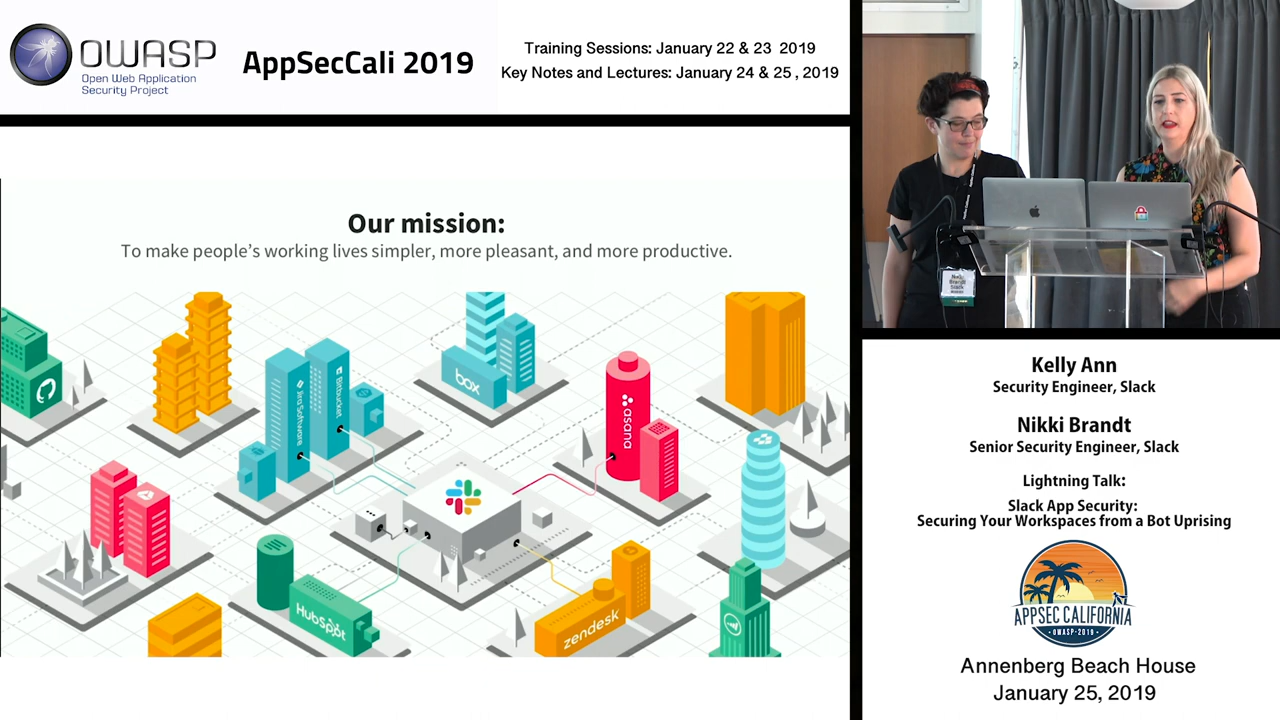 OWASP
Open Web Application
Security Project
AppSecCali 2019
Training Sessions: January 22 & 23 2019
Key Notes and Lectures: January 24 & 25 , 2019
Our mission:
To make people's working lives simpler, more pleasant, and more productive.
Jira Software
Bitbucket
box
asana
HubSpot
zendesk
Nikki
Brandt
Slack
Kelly Ann
Security Engineer, Slack
Nikki Brandt
Senior Security Engineer, Slack
Lightning Talk:
Slack App Security:
Securing Your Workspaces from a Bot Uprising
APPSEC CALIFORNIA
• OWASP-2019 •
Annenberg Beach House
January 25, 2019